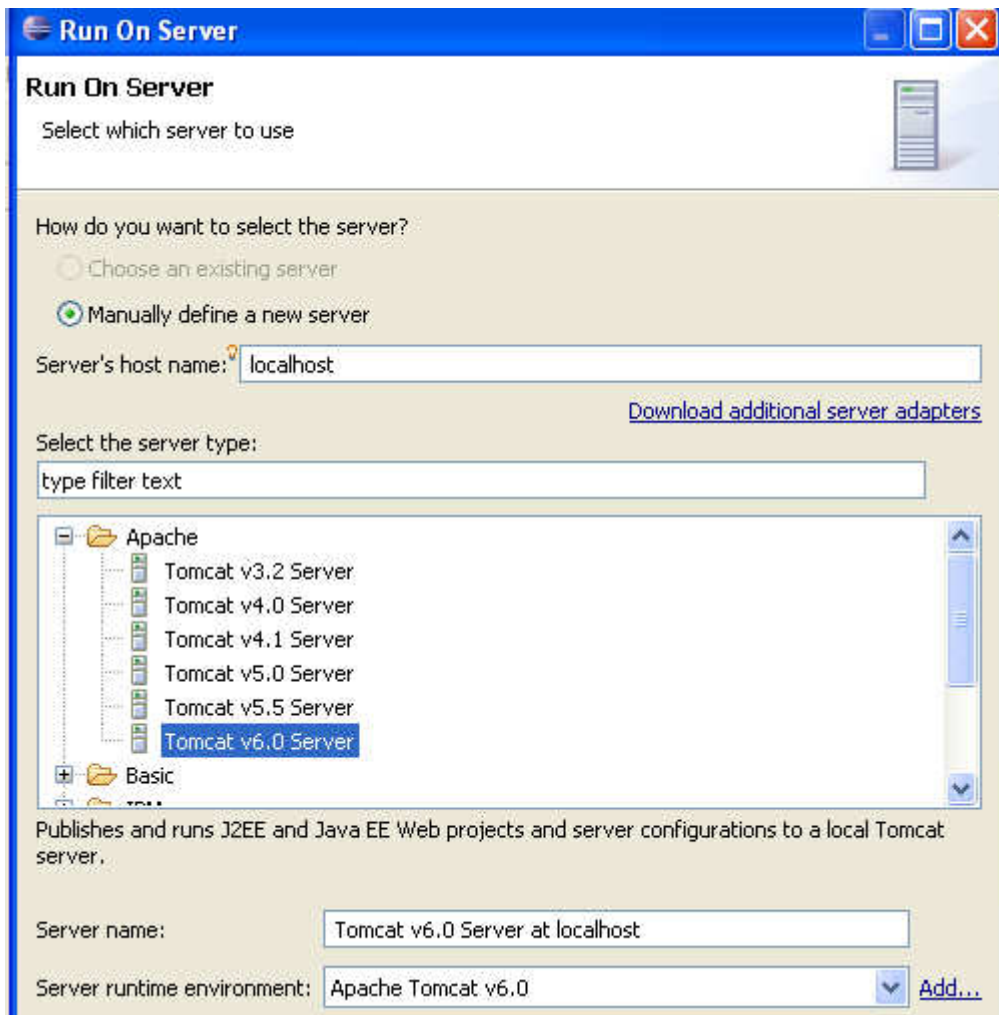 Run On Server
Run On Server
Select which server to use
How do you want to select the server?
Choose an existing server
Manually define a new server
Server's host name: localhost
Download additional server adapters
Select the server type:
type filter text
Apache
Tomcat v3.2 Server
Tomcat v4.0 Server
Tomcat v4.1 Server
Tomcat v5.0 Server
Tomcat v5.5 Server
Tomcat v6.0 Server
Basic
Publishes and runs J2EE and Java EE Web projects and server configurations to a local Tomcat
server.
Server name: Tomcat v6.0 Server at localhost
Server runtime environment: Apache Tomcat v6.0 Add...